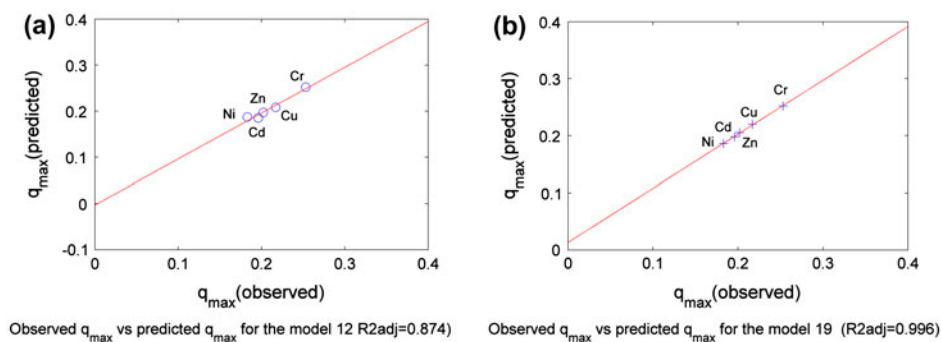 (a)
0.4
0.3
0.2
0.1
0
-0.1
q_max(predicted)
Ni
Zn
Cd
Cu
Cr
0
0.1
0.2
0.3
0.4
q_max(observed)
Observed q_max vs predicted q_max for the model 12 R2adj=0.874)
(b)
0.4
0.3
0.2
0.1
0
q_max(predicted)
Ni
Cd
Zn
Cu
Cr
0
0.1
0.2
0.3
0.4
q_max(observed)
Observed q_max vs predicted q_max for the model 19 (R2adj=0.996)